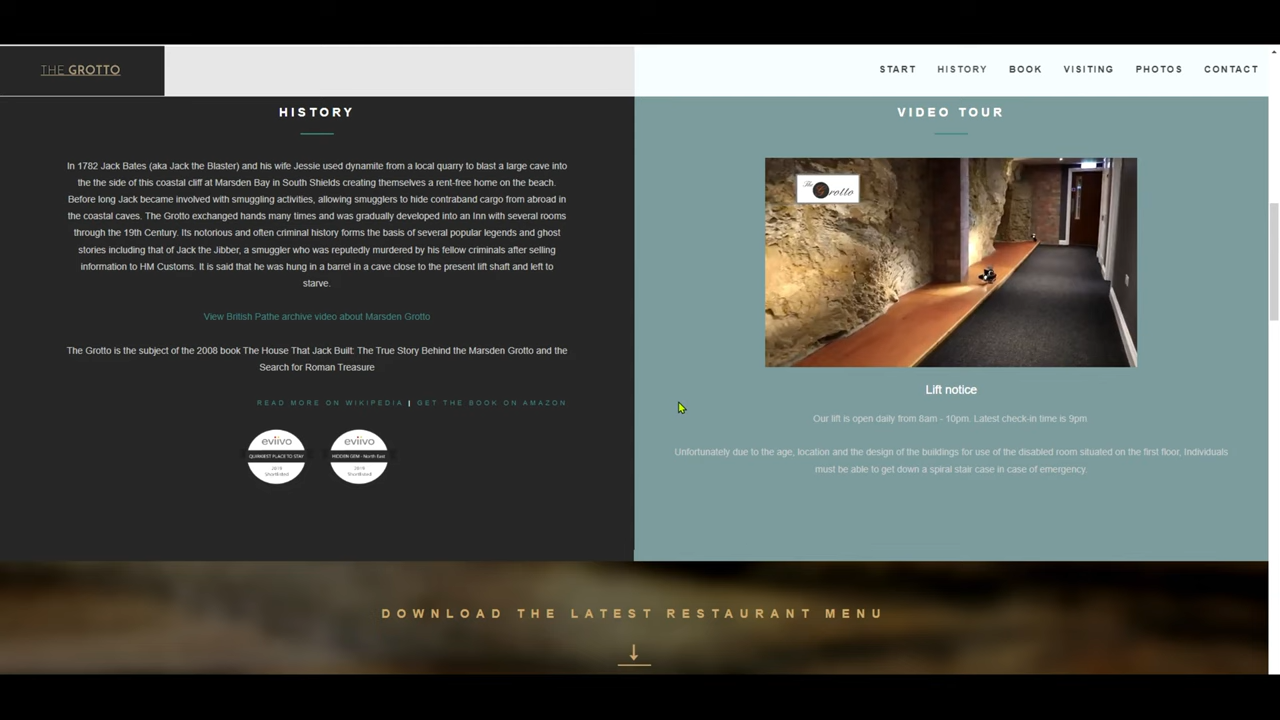 THE GROTTO
START HISTORY BOOK VISITING PHOTOS CONTACT
HISTORY
In 1782 Jack Bates (aka Jack the Blaster) and his wife Jessie used dynamite from a local quarry to blast a large cave into
the the side of this coastal cliff at Marsden Bay in South Shields creating themselves a rent-free home on the beach.
Before long Jack became involved with smuggling activities, allowing smugglers to hide contraband cargo from abroad in
the coastal caves. The Grotto exchanged hands many times and was gradually developed into an Inn with several rooms
through the 19th Century. Its notorious and often criminal history forms the basis of several popular legends and ghost
stories including that of Jack the Jibber, a smuggler who was reputedly murdered by his fellow criminals after selling
information to HM Customs. It is said that he was hung in a barrel in a cave close to the present lift shaft and left to
starve.
View British Pathe archive video about Marsden Grotto
The Grotto is the subject of the 2008 book The House That Jack Built: The True Story Behind the Marsden Grotto and the
Search for Roman Treasure
READ MORE ON WIKIPEDIA | GET THE BOOK ON AMAZON
eviivo
QUIRKIEST PLACE TO STAY
Shortlisted
eviivo
HIDDEN GEM - North East
Shortlisted
VIDEO TOUR
The Grotto
Lift notice
Our lift is open daily from 8am - 10pm. Latest check-in time is 9pm
Unfortunately due to the age, location and the design of the buildings for use of the disabled room situated on the first floor, Individuals
must be able to get down a spiral stair case in case of emergency.
DOWNLOAD THE LATEST RESTAURANT MENU